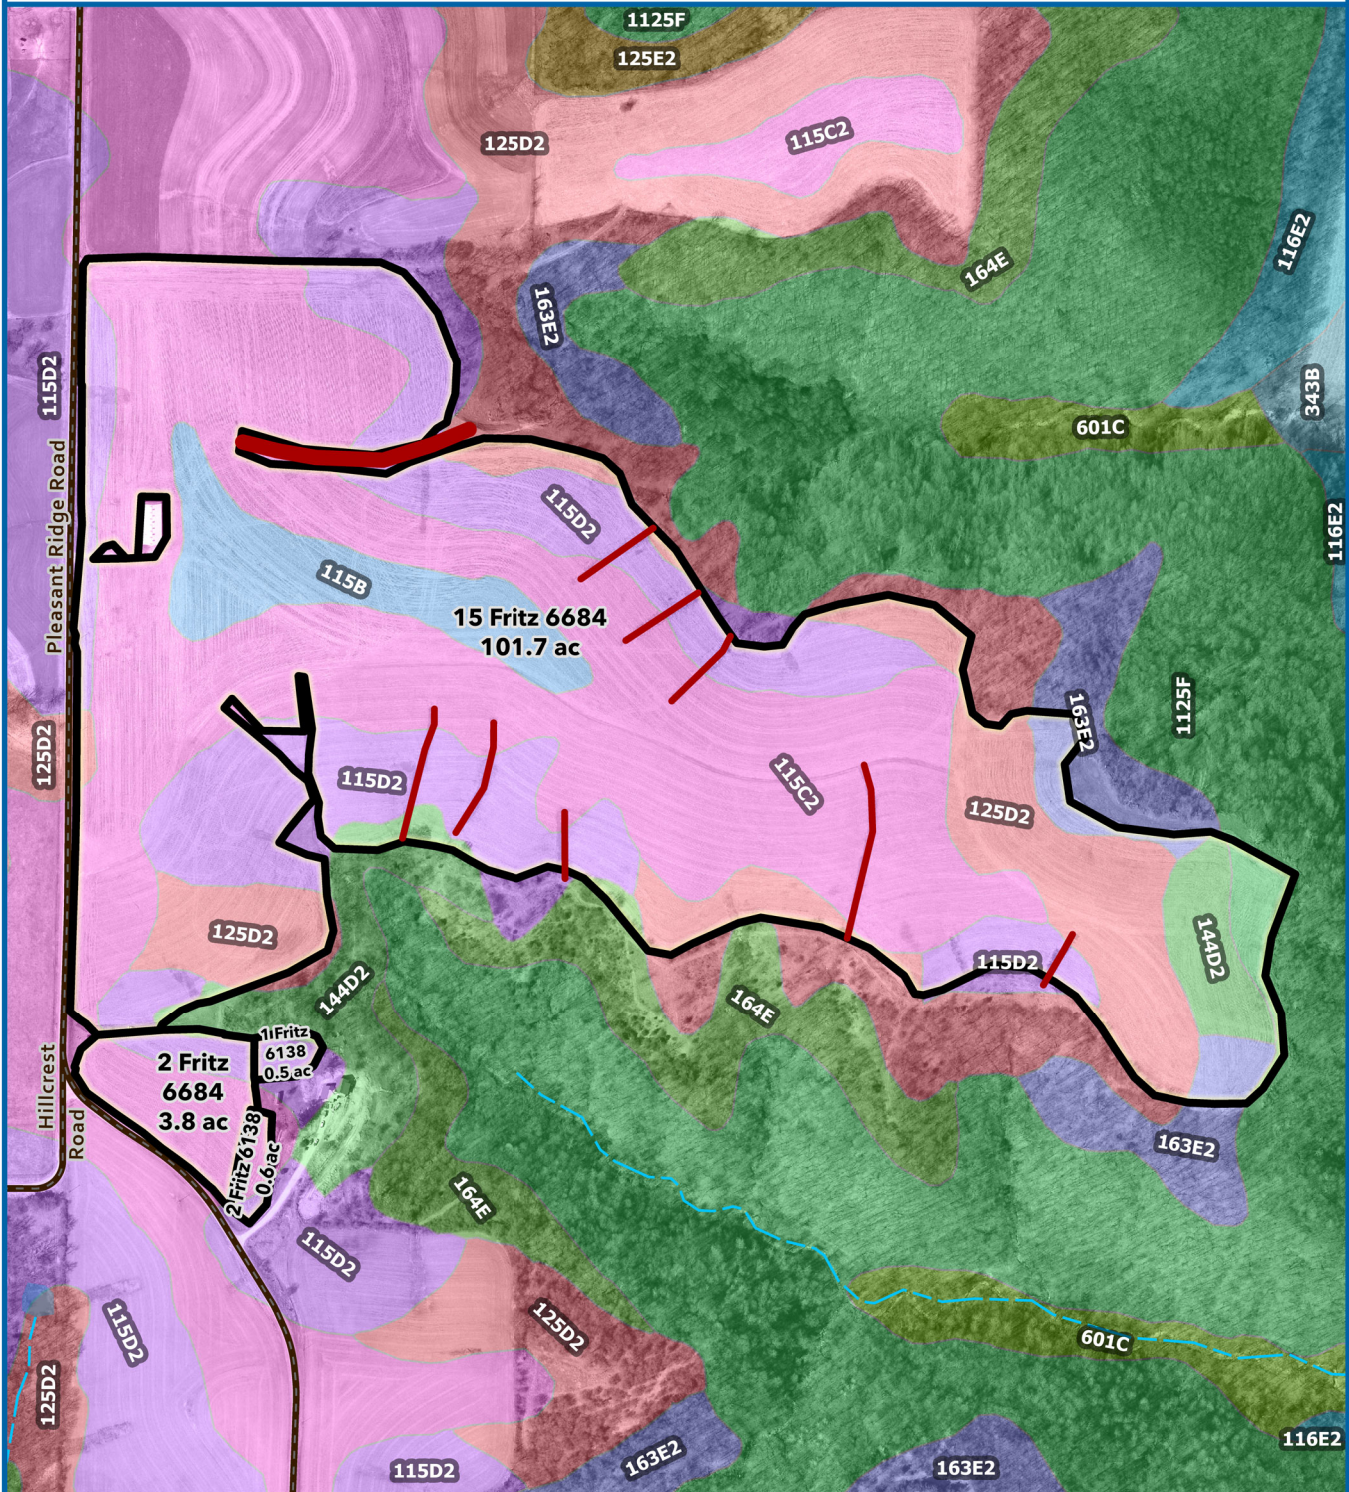 1125F
125E2
125D2
115C2
116E2
164E
163E2
115D2
343B
601C
Pleasant Ridge Road
115D2
116E2
115B
15 Fritz 6684
101.7 ac
163E2
1125F
125D2
115D2
115C2
125D2
125D2
115D2
144D2
144D2
164E
Hillcrest
Road
2 Fritz
6684
3.8 ac
1 Fritz
6138
0.5 ac
2 Fritz 6138
0.6 ac
163E2
164E
115D2
115D2
125D2
601C
125D2
116E2
115D2
163E2
163E2